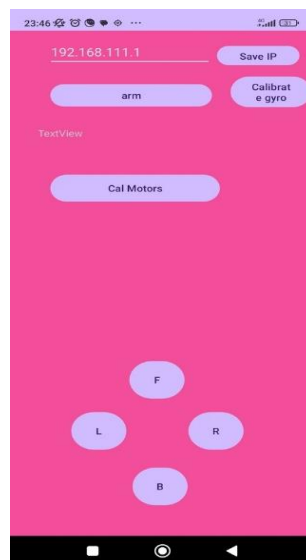 23:46
192.168.111.1
Save IP
arm
Calibrat
e gyro
TextView
Cal Motors
F
L
R
B